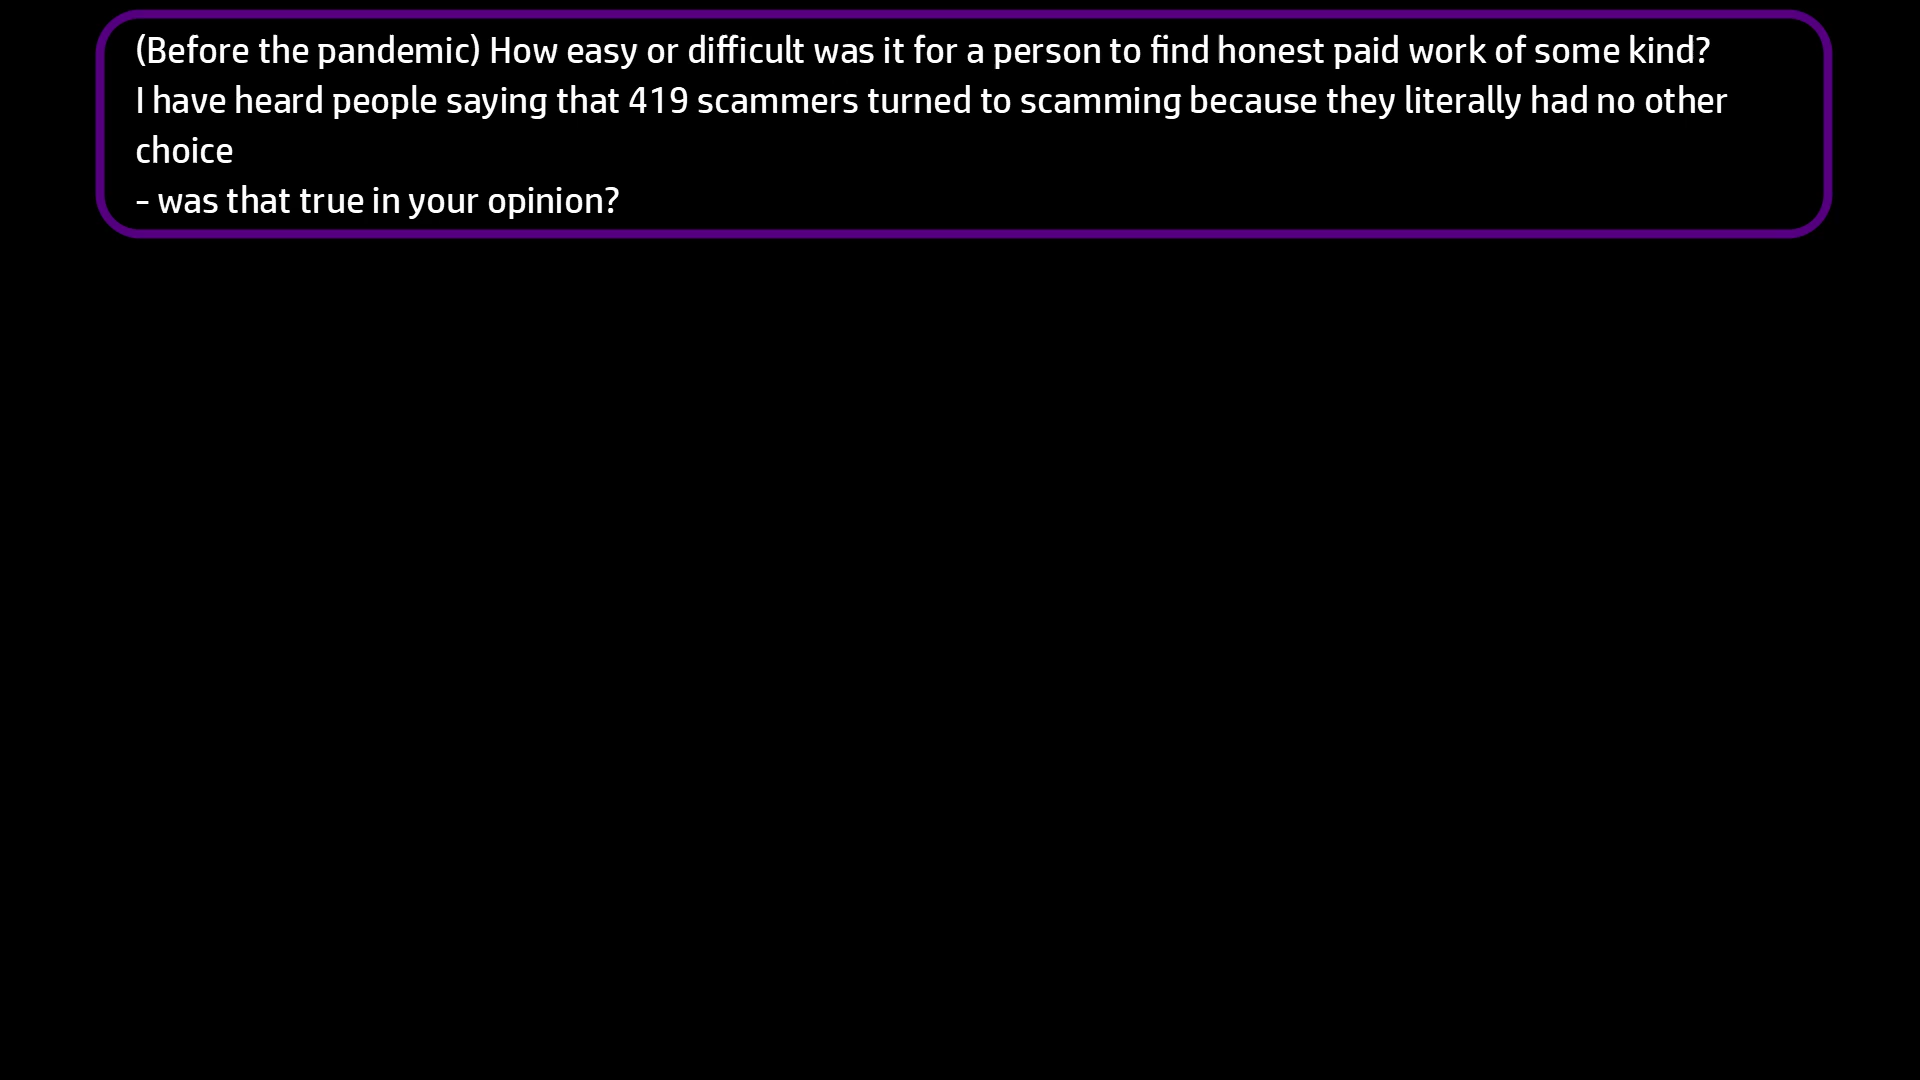 (Before the pandemic) How easy or difficult was it for a person to find honest paid work of some kind?
I have heard people saying that 419 scammers turned to scamming because they literally had no other
choice
- was that true in your opinion?